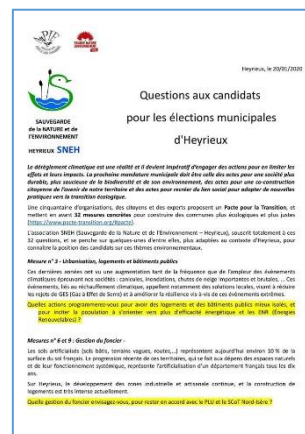 Heyrieux, le 20/01/2020
Questions aux candidats
pour les élections municipales
d'Heyrieux
SAUVEGARDE
de la NATURE et de
l'ENVIRONNEMENT
HEYRIEUX SNEH
Le dérèglement climatique est une réalité et il devient impératif d'engager des actions pour en limiter les
effets et leurs impacts. La prochaine mandature municipale doit être celle des actes pour une société plus
durable, plus soucieuse de la biodiversité et de son environnement, des actes pour une co-construction
citoyenne de l'avenir de notre territoire et des actes pour recréer du lien social pour adopter de nouvelles
pratiques vers la transition écologique.
Une cinquantaine d'organisations, des citoyens et des experts proposent un Pacte pour la Transition, et
mettent en avant 32 mesures concrètes pour construire des communes plus écologiques et plus justes
L'association SNEH (Sauvegarde de la Nature et de l'Environnement – Heyrieux), souscrit totalement à ces
32 questions, et se penche sur quelques-unes d'entre elles, plus adaptées au contexte d'Heyrieux, pour
connaître la position des candidats sur ces thèmes environnementaux.
Mesure n° 3 - Urbanisation, logements et bâtiments publics
Ces dernières années ont vu une augmentation tant de la fréquence que de l'ampleur des événements
climatiques éprouvant nos sociétés : canicules, inondations, chutes de neige importantes et brutales, ... Ces
événements, liés au réchauffement climatique, appellent notamment des solutions locales, visant à réduire
les rejets de GES (Gaz à Effet de Serre) et à améliorer la résilience vis à-vis de ces événements extrêmes.
Quelles actions programmerez-vous pour avoir des logements et des bâtiments publics mieux isolés, et
pour inciter la population à s'orienter vers plus d'efficacité énergétique et les ENR (Énergies
Renouvelables) ?
Mesures n° 6 et 9 : Gestion du foncier -
Les sols artificialisés (sols bâtis, terrains vagues, routes,...) représentent aujourd'hui environ 10 % de la
surface du sol français. La progression récente de ces territoires, qui se fait aux dépens des espaces naturels
et de leur fonctionnement systémique, représente l'artificialisation d'un département français tous les dix
ans.
Sur Heyrieux, le développement des zones industrielle et artisanale continue, et la construction de
logements est très intense actuellement.
Quelle gestion du foncier envisagez-vous, pour rester en accord avec le PLU et le SCoT Nord-Isère ?